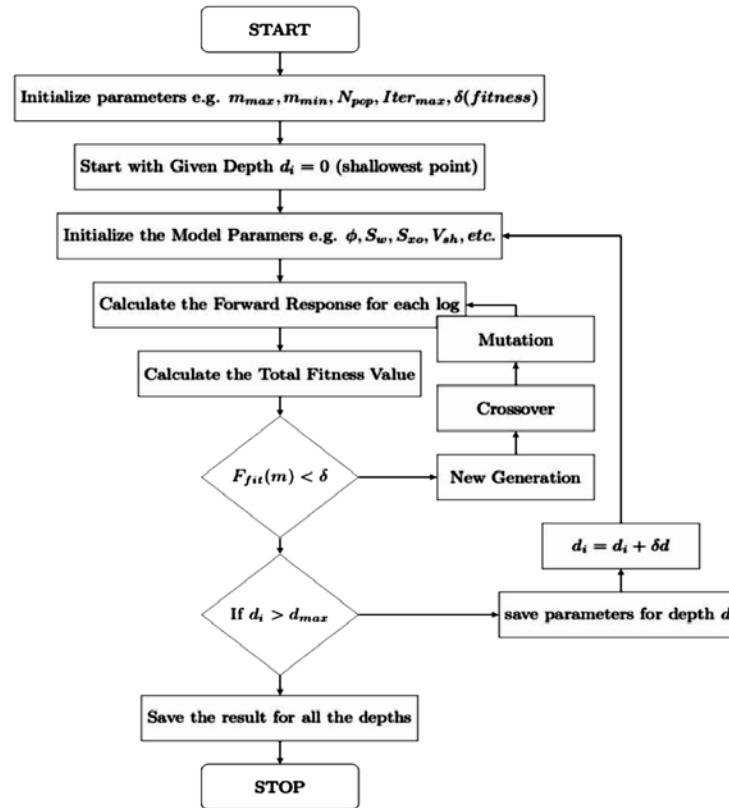 START
Initialize parameters e.g. m_max, m_min, N_pop, Iter_max, δ(fitness)
Start with Given Depth d_i = 0 (shallowest point)
Initialize the Model Paramers e.g. ϕ, S_w, S_xo, V_sh, etc.
Calculate the Forward Response for each log
Mutation
Calculate the Total Fitness Value
Crossover
F_fit(m) < δ
New Generation
d_i = d_i + δd
If d_i > d_max
save parameters for depth d
Save the result for all the depths
STOP